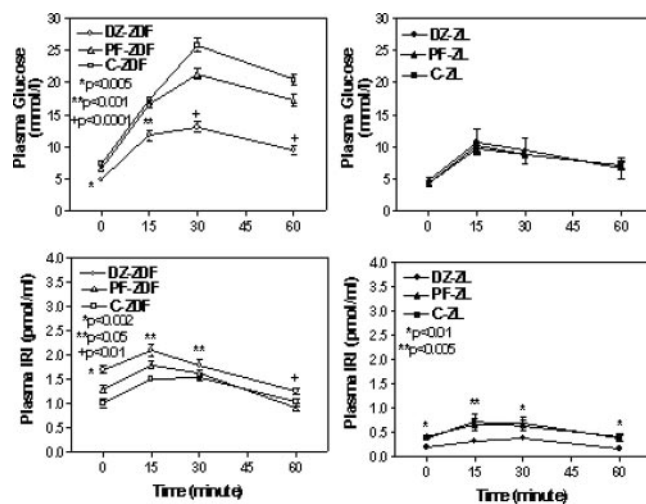 30
25
20
15
10
5
0
Plasma Glucose
(mmol/l)
DZ-ZDF
PF-ZDF
C-ZDF
*p<0.005
**p<0.001
+p<0.0001
*
**
+
+
0 15 30 45 60
30
25
20
15
10
5
0
Plasma Glucose
(mmol/l)
DZ-ZL
PF-ZL
C-ZL
0 15 30 45 60
4.0
3.5
3.0
2.5
2.0
1.5
1.0
0.5
0.0
Plasma IRI (pmol/ml)
DZ-ZDF
PF-ZDF
C-ZDF
*p<0.002
**p<0.05
+p<0.01
*
**
**
+
0 15 30 45 60
Time (minute)
4.0
3.5
3.0
2.5
2.0
1.5
1.0
0.5
0.0
Plasma IRI (pmol/ml)
DZ-ZL
PF-ZL
C-ZL
*p<0.01
**p<0.005
*
**
*
*
0 15 30 45 60
Time (minute)